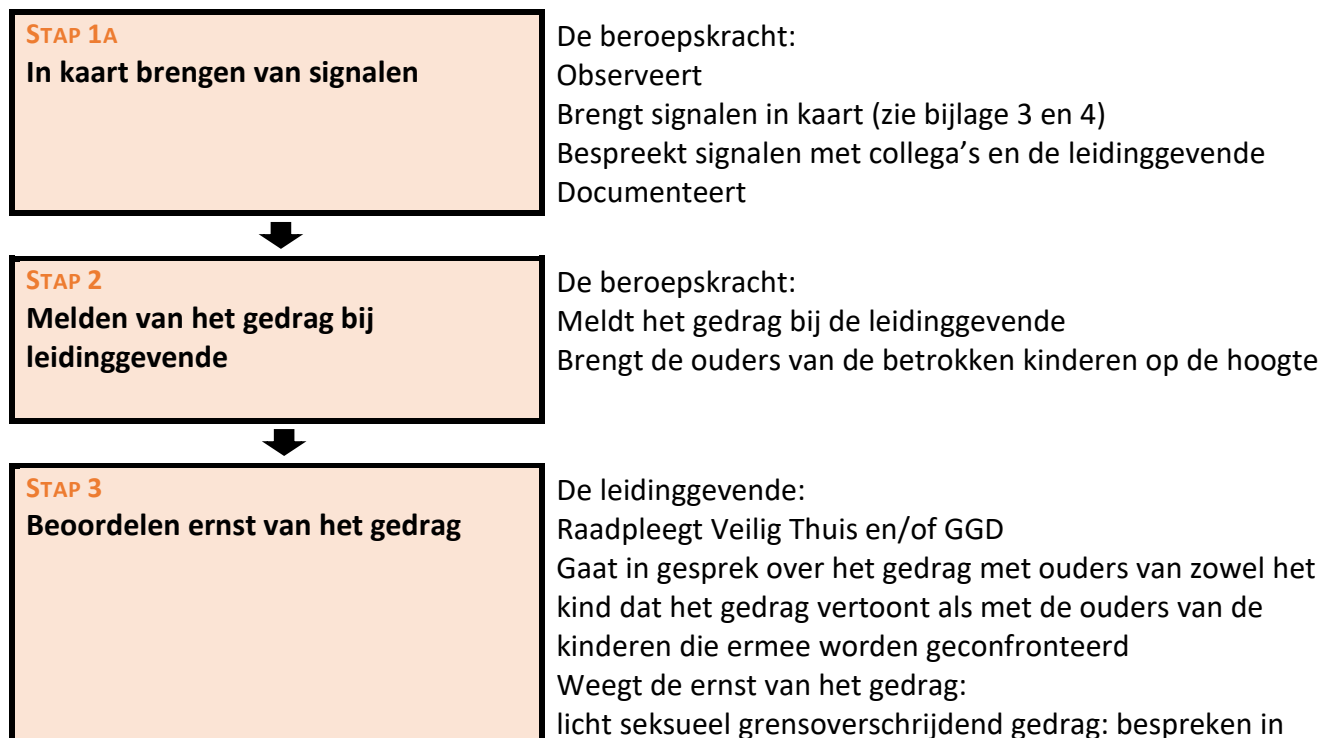 STAP 1A
In kaart brengen van signalen
De beroepskracht:
Observeert
Brengt signalen in kaart (zie bijlage 3 en 4)
Bespreekt signalen met collega's en de leidinggevende
Documenteert
STAP 2
Melden van het gedrag bij
leidinggevende
De beroepskracht:
Meldt het gedrag bij de leidinggevende
Brengt de ouders van de betrokken kinderen op de hoogte
STAP 3
Beoordelen ernst van het gedrag
De leidinggevende:
Raadpleegt Veilig Thuis en/of GGD
Gaat in gesprek over het gedrag met ouders van zowel het
kind dat het gedrag vertoont als met de ouders van de
kinderen die ermee worden geconfronteerd
Weegt de ernst van het gedrag:
licht seksueel grensoverschrijdend gedrag: bespreken in